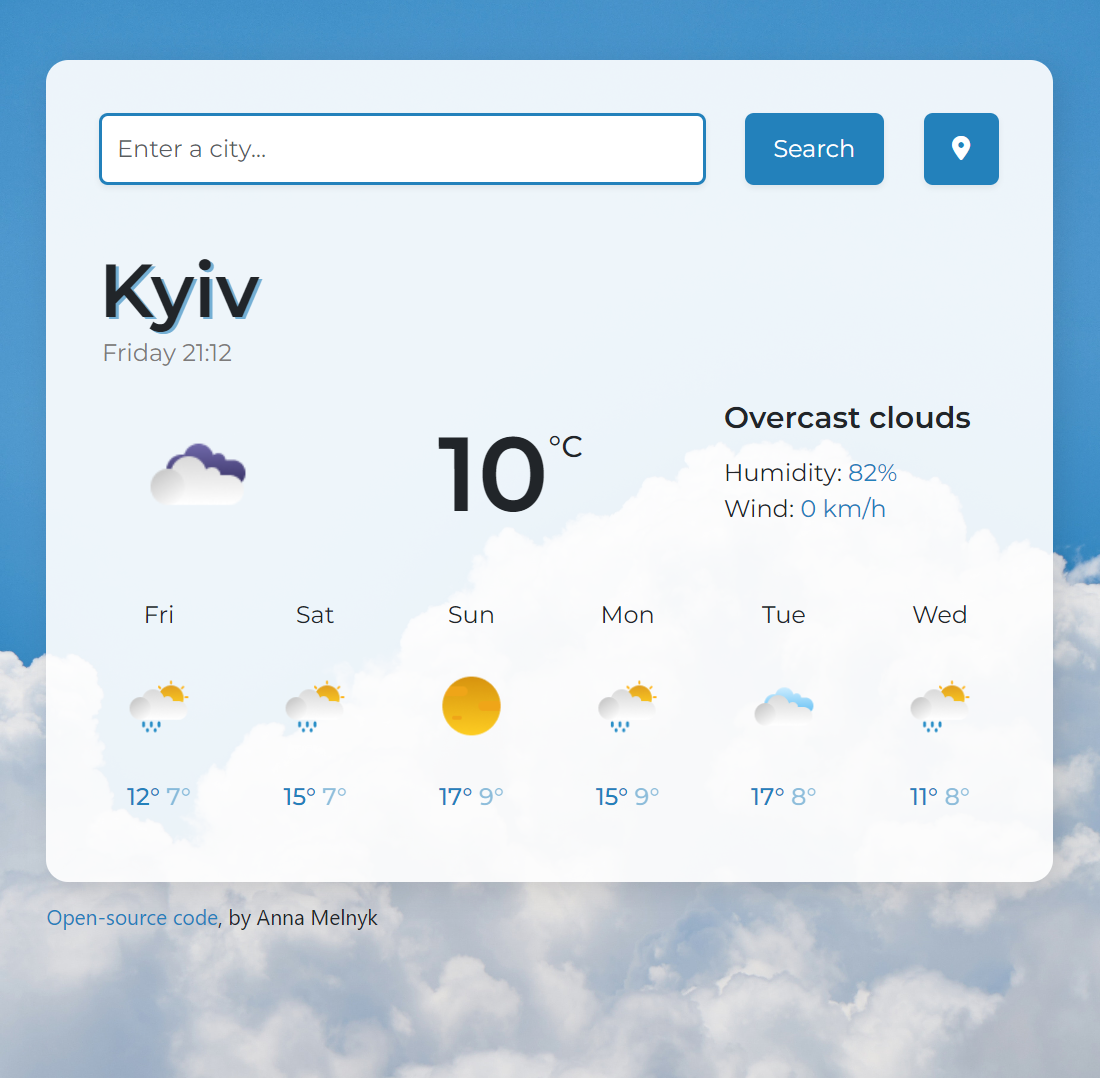 Enter a city...
Search
Kyiv
Friday 21:12
10 °C
Overcast clouds
Humidity: 82%
Wind: 0 km/h
Fri Sat Sun Mon Tue Wed
12° 7° 15° 7° 17° 9° 15° 9° 17° 8° 11° 8°
Open-source code, by Anna Melnyk